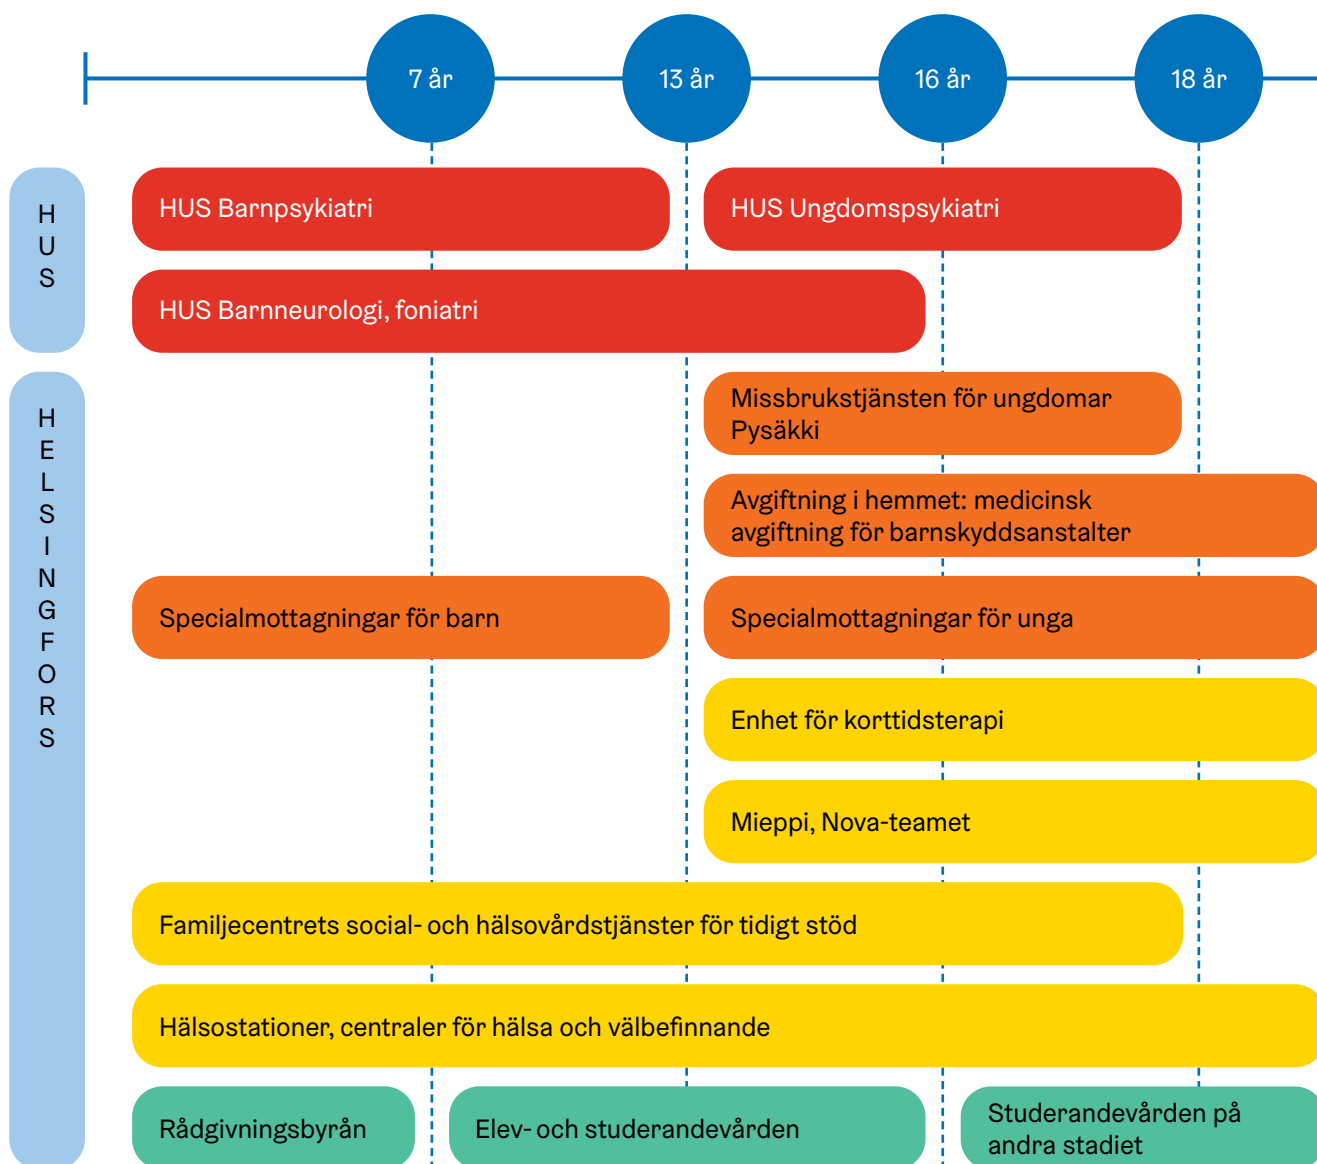 7 år
13 år
16 år
18 år
HUS
HUS Barnpsykiatri
HUS Ungdomspsykiatri
HUS Barnneurologi, foniatri
HELSINGFORS
Missbrukstjänsten för ungdomar
Pysäkki
Avgiftning i hemmet: medicinsk
avgiftning för barnskyddsanstalter
Specialmottagningar för barn
Specialmottagningar för unga
Enhet för korttidsterapi
Mieppi, Nova-teamet
Familjecentrets social- och hälsovårdstjänster för tidigt stöd
Hälsostationer, centraler för hälsa och välbefinnande
Rådgivningsbyrån
Elev- och studerandevården
Studerandevården på
andra stadiet